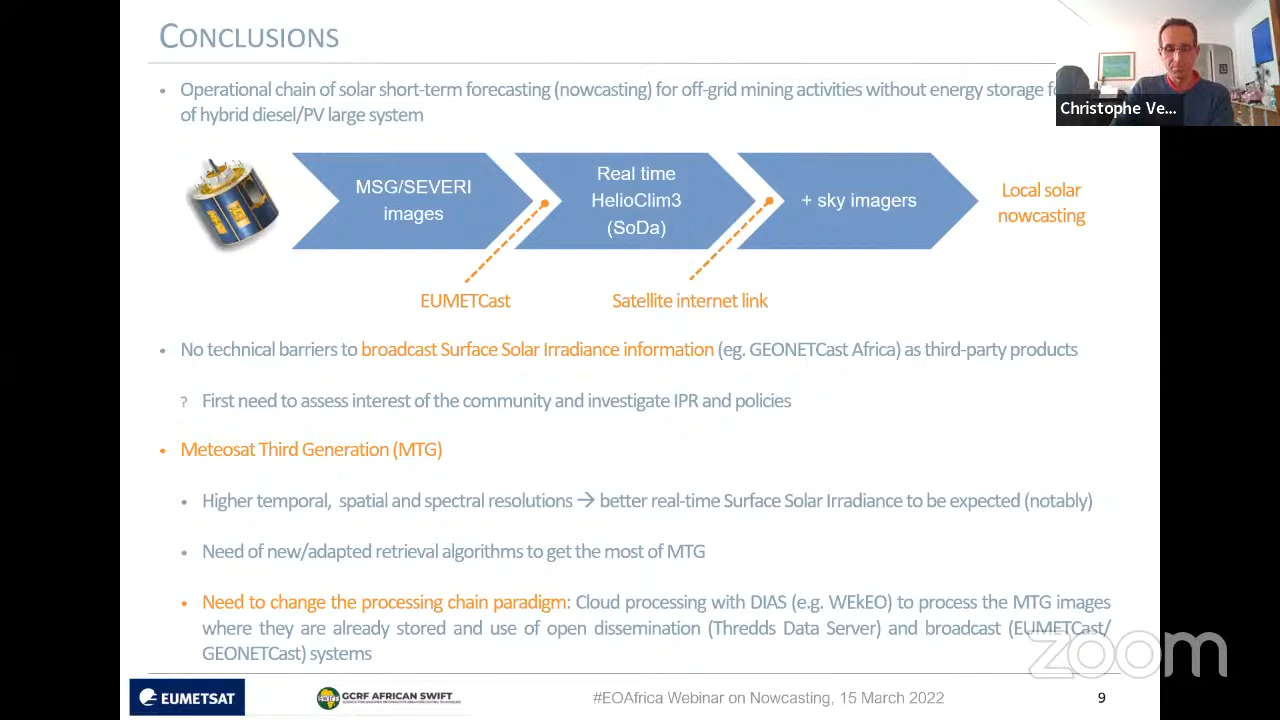 CONCLUSIONS
• Operational chain of solar short-term forecasting (nowcasting) for off-grid mining activities without energy storage
of hybrid diesel/PV large system
MSG/SEVERI
images
Real time
HelioClim3
(SoDa)
+ sky imagers
Local solar
nowcasting
EUMETCast
Satellite internet link
• No technical barriers to broadcast Surface Solar Irradiance information (eg. GEONETCast Africa) as third-party products
? First need to assess interest of the community and investigate IPR and policies
• Meteosat Third Generation (MTG)
• Higher temporal, spatial and spectral resolutions → better real-time Surface Solar Irradiance to be expected (notably)
• Need of new/adapted retrieval algorithms to get the most of MTG
• Need to change the processing chain paradigm: Cloud processing with DIAS (e.g. WEkEO) to process the MTG images
where they are already stored and use of open dissemination (Thredds Data Server) and broadcast (EUMETCast/
GEONETCast) systems
Christophe Ve...
zoom
EUMETSAT
GCRF AFRICAN SWIFT
#EOAfrica Webinar on Nowcasting, 15 March 2022
9